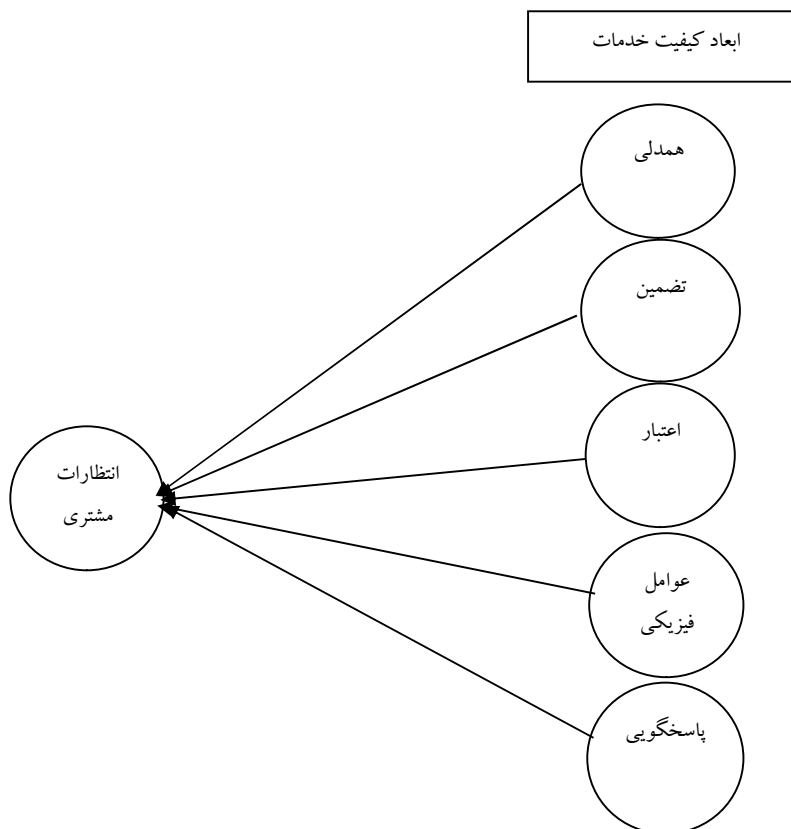 ابعاد کیفیت خدمات
همدلی
تضمین
اعتبار
انتظارات
مشتری
عوامل
فیزیکی
پاسخگویی